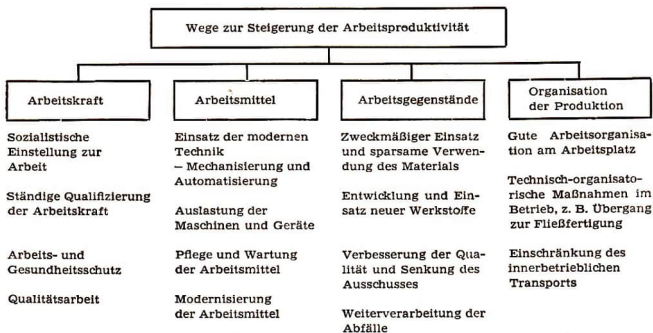 Wege zur Steigerung der Arbeitsproduktivität
Arbeitskraft
Sozialistische
Einstellung zur
Arbeit
Ständige Qualifizierung
der Arbeitskraft
Arbeits- und
Gesundheitsschutz
Qualitätsarbeit
Arbeitsmittel
Einsatz der modernen
Technik
— Mechanisierung und
Automatisierung
Auslastung der
Maschinen und Geräte
Pflege und Wartung
der Arbeitsmittel
Modernisierung
der Arbeitsmittel
Arbeitsgegenstände
Zweckmäßiger Einsatz
und sparsame Verwen-
dung des Materials
Entwicklung und Ein-
satz neuer Werkstoffe
Verbesserung der Qua-
lität und Senkung des
Ausschusses
Weiterverarbeitung der
Abfälle
Organisation
der Produktion
Gute Arbeitsorganisa-
tion am Arbeitsplatz
Technisch-organisato-
rische Maßnahmen im
Betrieb, z. B. Übergang
zur Fließfertigung
Einschränkung des
innerbetrieblichen
Transports